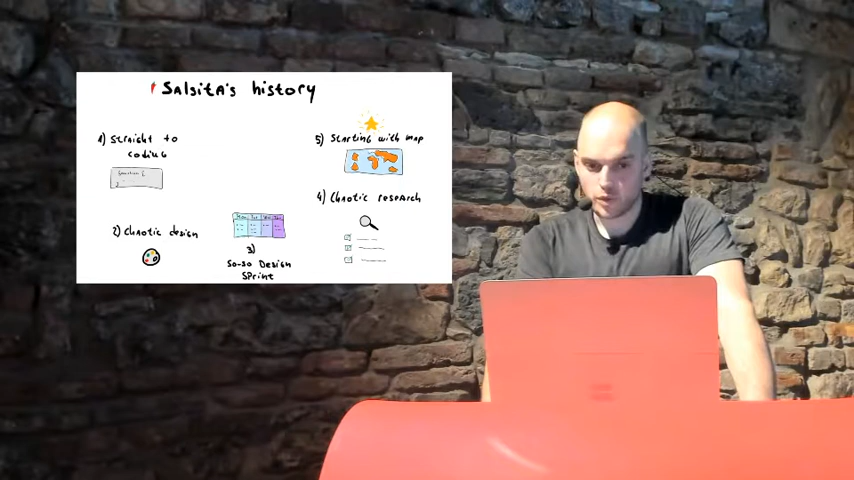 Salsita's history
1) Straight to
coding
2) Chaotic design
3)
So-so Design
Sprint
4) Chaotic research
5) Starting with map